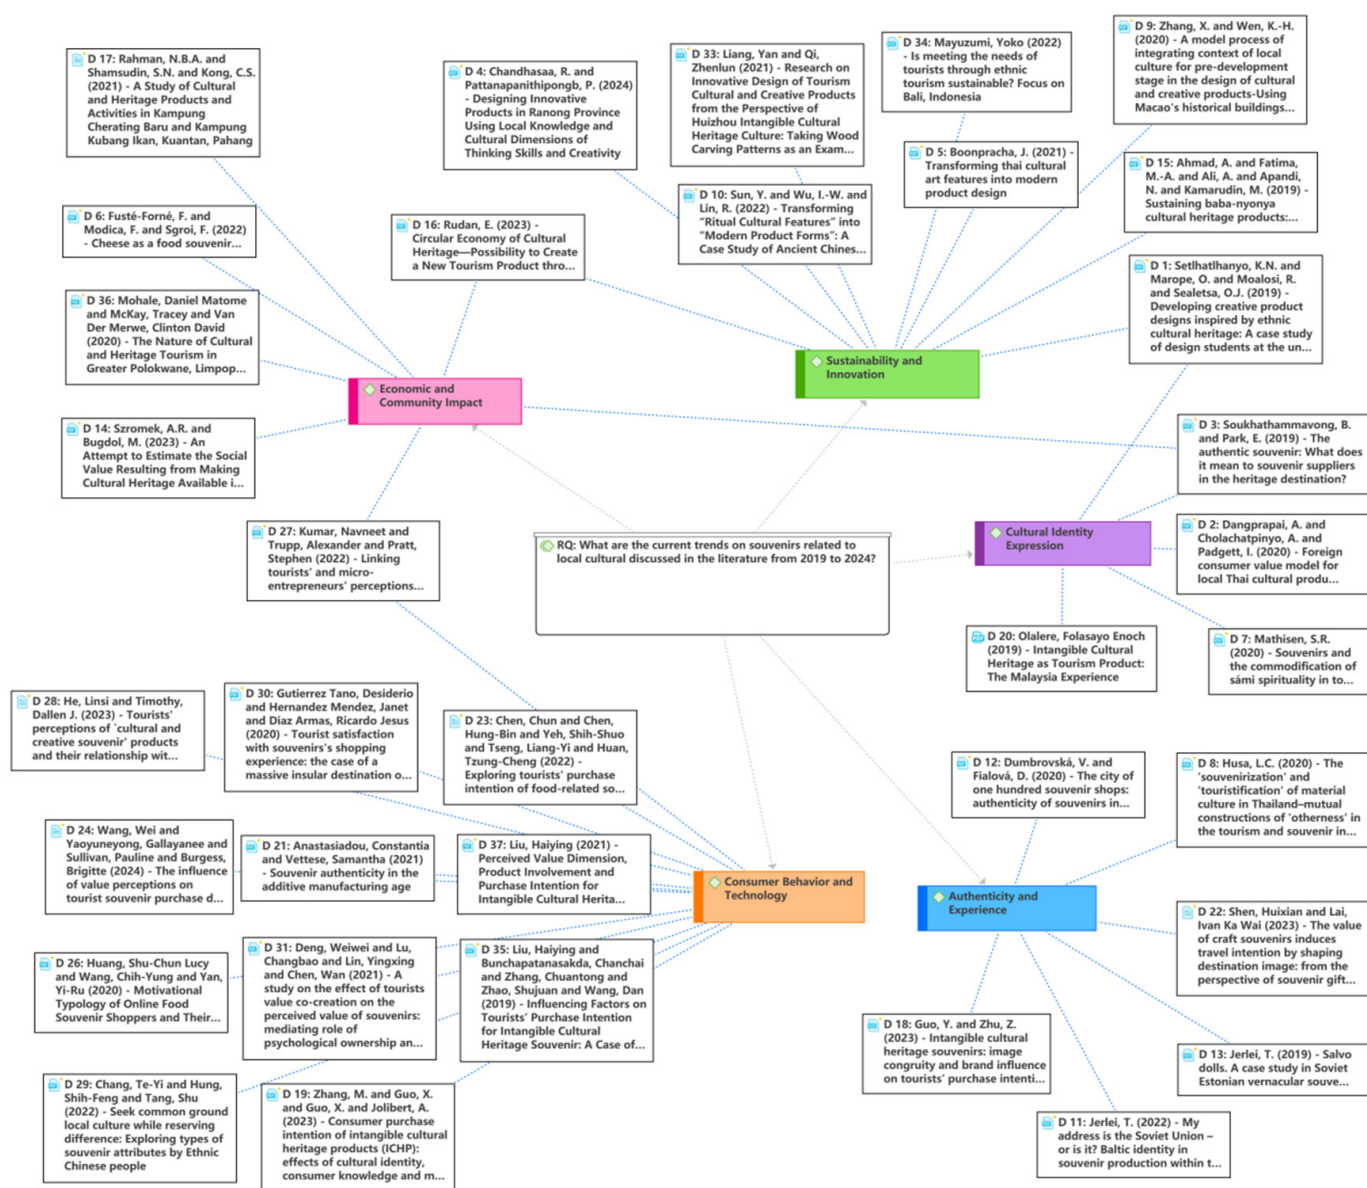 D 17: Rahman, N.B.A. and
Shamsudin, S.N. and Kong, C.S.
(2021) - A Study of Cultural
and Heritage Products and
Activities in Kampung
Cherating Baru and Kampung
Kubang Ikan, Kuantan, Pahang
D 4: Chandhasaa, R. and
Pattanapanithipongb, P. (2024)
- Designing Innovative
Products in Ranong Province
Using Local Knowledge and
Cultural Dimensions of
Thinking Skills and Creativity
D 33: Liang, Yan and Qi,
Zhenlun (2021) - Research on
Innovative Design of Tourism
Cultural and Creative Products
from the Perspective of
Huizhou Intangible Cultural
Heritage Culture: Taking Wood
Carving Patterns as an Exam...
D 34: Mayuzumi, Yoko (2022)
- Is meeting the needs of
tourists through ethnic
tourism sustainable? Focus on
Bali, Indonesia
D 9: Zhang, X. and Wen, K.-H.
(2020) - A model process of
integrating context of local
culture for pre-development
stage in the design of cultural
and creative products-Using
Macao's historical buildings...
D 5: Boonpracha, J. (2021) -
Transforming thai cultural
art features into modern
product design
D 15: Ahmad, A. and Fatima,
M.-A. and Ali, A. and Apandi,
N. and Kamarudin, M. (2019) -
Sustaining baba-nyonya
cultural heritage products:...
D 6: Fusté-Forné, F. and
Modica, F. and Sgroi, F. (2022)
- Cheese as a food souvenir...
D 16: Rudan, E. (2023) -
Circular Economy of Cultural
Heritage—Possibility to Create
a New Tourism Product thro...
D 10: Sun, Y. and Wu, I.-W. and
Lin, R. (2022) - Transforming
“Ritual Cultural Features” into
“Modern Product Forms”: A
Case Study of Ancient Chines...
D 1: Setlhatlhanyo, K.N. and
Marope, O. and Moalosi, R.
and Sealetsa, O.J. (2019) -
Developing creative product
designs inspired by ethnic
cultural heritage: A case study
of design students at the un...
D 36: Mohale, Daniel Matome
and McKay, Tracey and Van
Der Merwe, Clinton David
(2020) - The Nature of Cultural
and Heritage Tourism in
Greater Polokwane, Limpop...
Economic and
Community Impact
Sustainability and
Innovation
D 14: Szromek, A.R. and
Bugdol, M. (2023) - An
Attempt to Estimate the Social
Value Resulting from Making
Cultural Heritage Available i...
D 3: Soukhathammavong, B.
and Park, E. (2019) - The
authentic souvenir: What does
it mean to souvenir suppliers
in the heritage destination?
D 27: Kumar, Navneet and
Trupp, Alexander and Pratt,
Stephen (2022) - Linking
tourists' and micro-
entrepreneurs' perceptions...
RQ: What are the current trends on souvenirs related to
local cultural discussed in the literature from 2019 to 2024?
Cultural Identity
Expression
D 2: Dangprapai, A. and
Cholachatpinyo, A. and
Padgett, I. (2020) - Foreign
consumer value model for
local Thai cultural produ...
D 20: Olalere, Folasayo Enoch
(2019) - Intangible Cultural
Heritage as Tourism Product:
The Malaysia Experience
D 7: Mathisen, S.R.
(2020) - Souvenirs and
the commodification of
sámi spirituality in to...
D 28: He, Linsi and Timothy,
Dallen J. (2023) - Tourists'
perceptions of `cultural and
creative souvenir' products
and their relationship wit...
D 30: Gutierrez Tano, Desiderio
and Hernandez Mendez, Janet
and Diaz Armas, Ricardo Jesus
(2020) - Tourist satisfaction
with souvenirs's shopping
experience: the case of a
massive insular destination o...
D 23: Chen, Chun and Chen,
Hung-Bin and Yeh, Shih-Shuo
and Tseng, Liang-Yi and Huan,
Tzung-Cheng (2022) -
Exploring tourists' purchase
intention of food-related so...
D 12: Dumbrovská, V. and
Fialová, D. (2020) - The city of
one hundred souvenir shops:
authenticity of souvenirs in...
D 8: Husa, L.C. (2020) - The
'souvenirization' and
'touristification' of material
culture in Thailand–mutual
constructions of 'otherness' in
the tourism and souvenir in...
D 24: Wang, Wei and
Yaoyuneyong, Gallayanee and
Sullivan, Pauline and Burgess,
Brigitte (2024) - The influence
of value perceptions on
tourist souvenir purchase d...
D 21: Anastasiadou, Constantia
and Vettese, Samantha (2021)
- Souvenir authenticity in the
additive manufacturing age
D 37: Liu, Haiying (2021) -
Perceived Value Dimension,
Product Involvement and
Purchase Intention for
Intangible Cultural Herita...
Consumer Behavior and
Technology
Authenticity and
Experience
D 22: Shen, Huixian and Lai,
Ivan Ka Wai (2023) - The value
of craft souvenirs induces
travel intention by shaping
destination image: from the
perspective of souvenir gift...
D 26: Huang, Shu-Chun Lucy
and Wang, Chih-Yung and Yan,
Yi-Ru (2020) - Motivational
Typology of Online Food
Souvenir Shoppers and Their...
D 31: Deng, Weiwei and Lu,
Changbao and Lin, Yingxing
and Chen, Wan (2021) - A
study on the effect of tourists
value co-creation on the
perceived value of souvenirs:
mediating role of
psychological ownership an...
D 35: Liu, Haiying and
Bunchapatanasakda, Chanchai
and Zhang, Chuantong and
Zhao, Shujuan and Wang, Dan
(2019) - Influencing Factors on
Tourists' Purchase Intention
for Intangible Cultural
Heritage Souvenir: A Case of...
D 18: Guo, Y. and Zhu, Z.
(2023) - Intangible cultural
heritage souvenirs: image
congruity and brand influence
on tourists' purchase intenti...
D 13: Jerlei, T. (2019) - Salvo
dolls. A case study in Soviet
Estonian vernacular souve...
D 29: Chang, Te-Yi and Hung,
Shih-Feng and Tang, Shu
(2022) - Seek common ground
local culture while reserving
difference: Exploring types of
souvenir attributes by Ethnic
Chinese people
D 19: Zhang, M. and Guo, X.
and Guo, X. and Jolibert, A.
(2023) - Consumer purchase
intention of intangible cultural
heritage products (ICHP):
effects of cultural identity,
consumer knowledge and m...
D 11: Jerlei, T. (2022) - My
address is the Soviet Union –
or is it? Baltic identity in
souvenir production within t...